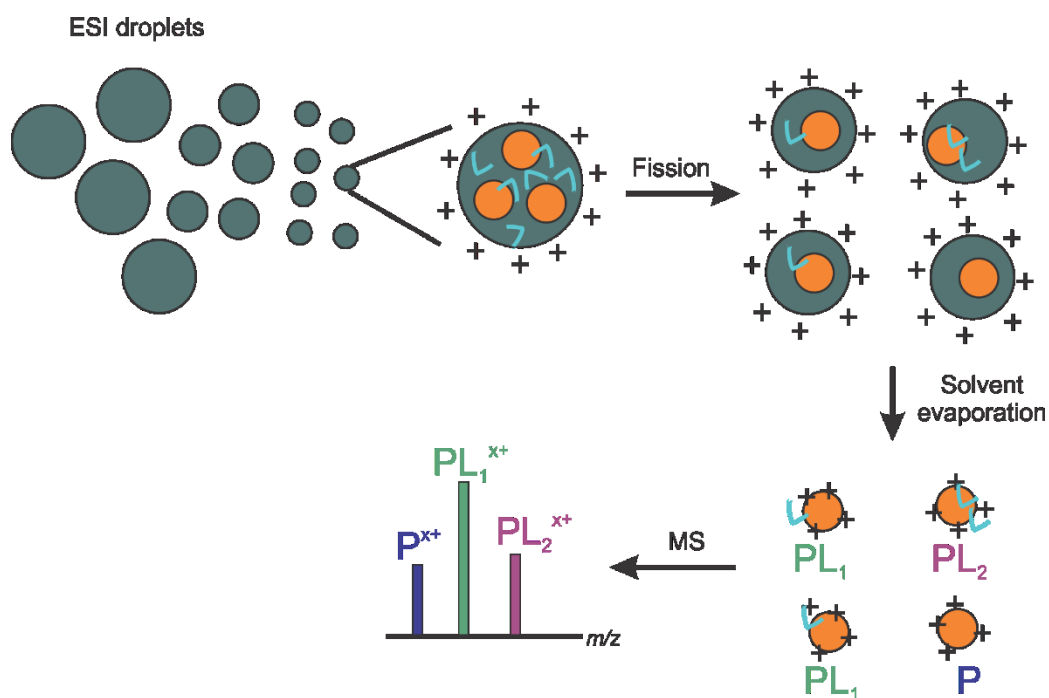 ESI droplets
Fission
Solvent
evaporation
PL₁ˣ⁺
Pˣ⁺
PL₂ˣ⁺
MS
m/z
PL₁
PL₂
PL₁
P